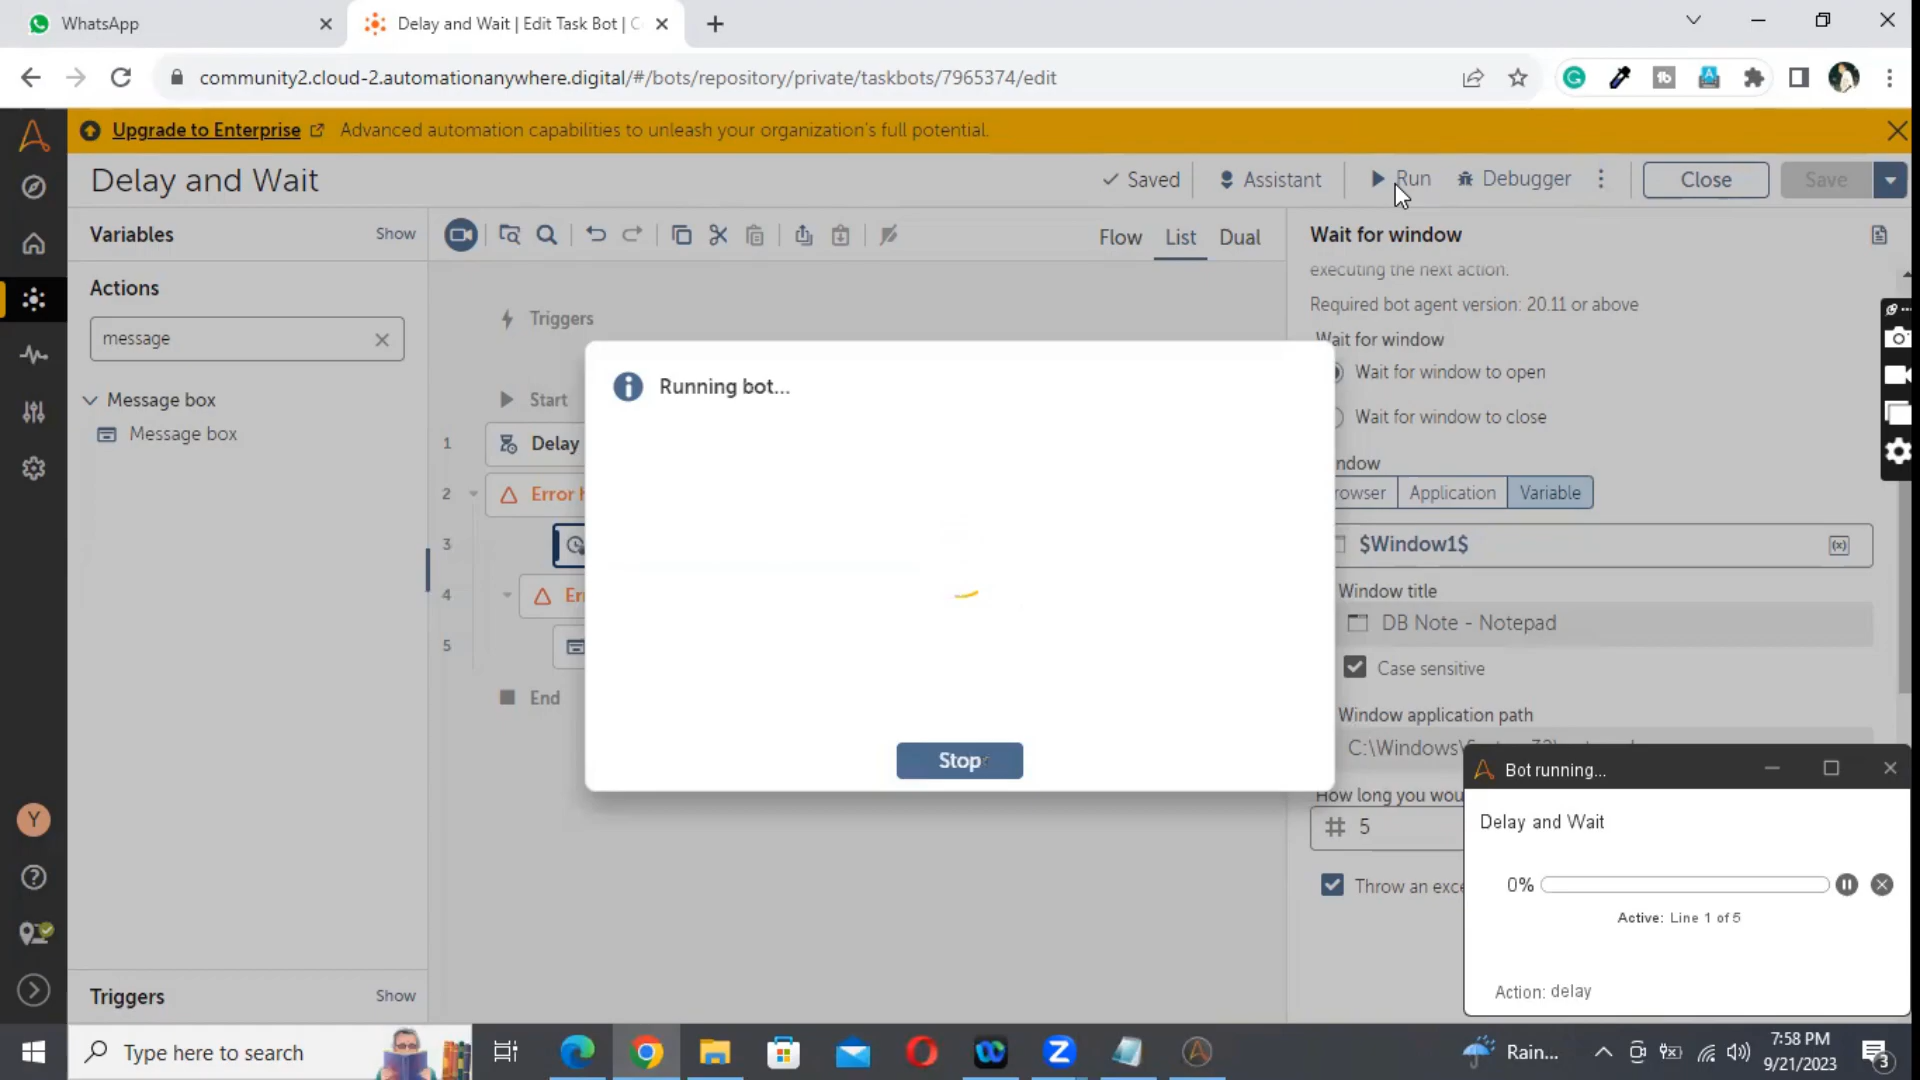 WhatsApp
Delay and Wait | Edit Task Bot | C
community2.cloud-2.automationanywhere.digital/#/bots/repository/private/taskbots/7965374/edit
Upgrade to Enterprise Advanced automation capabilities to unleash your organization's full potential.
Delay and Wait
Saved
Assistant
Run
Debugger
Close
Save
Variables
Show
Flow
List
Dual
Wait for window
executing the next action.
Actions
Required bot agent version: 20.11 or above
Triggers
message
Wait for window
Wait for window to open
Running bot...
Message box
Start
Wait for window to close
Message box
1
Delay
2
Error h
ndow
rowser
Application
Variable
3
$Window1$
4
Er
Window title
DB Note - Notepad
5
Case sensitive
End
Window application path
C:\Windows\
Stop
Bot running...
How long you wou
5
Delay and Wait
Y
Throw an exce
0%
Active: Line 1 of 5
Triggers
Show
Action: delay
Type here to search
Rain...
7:58 PM
9/21/2023
3